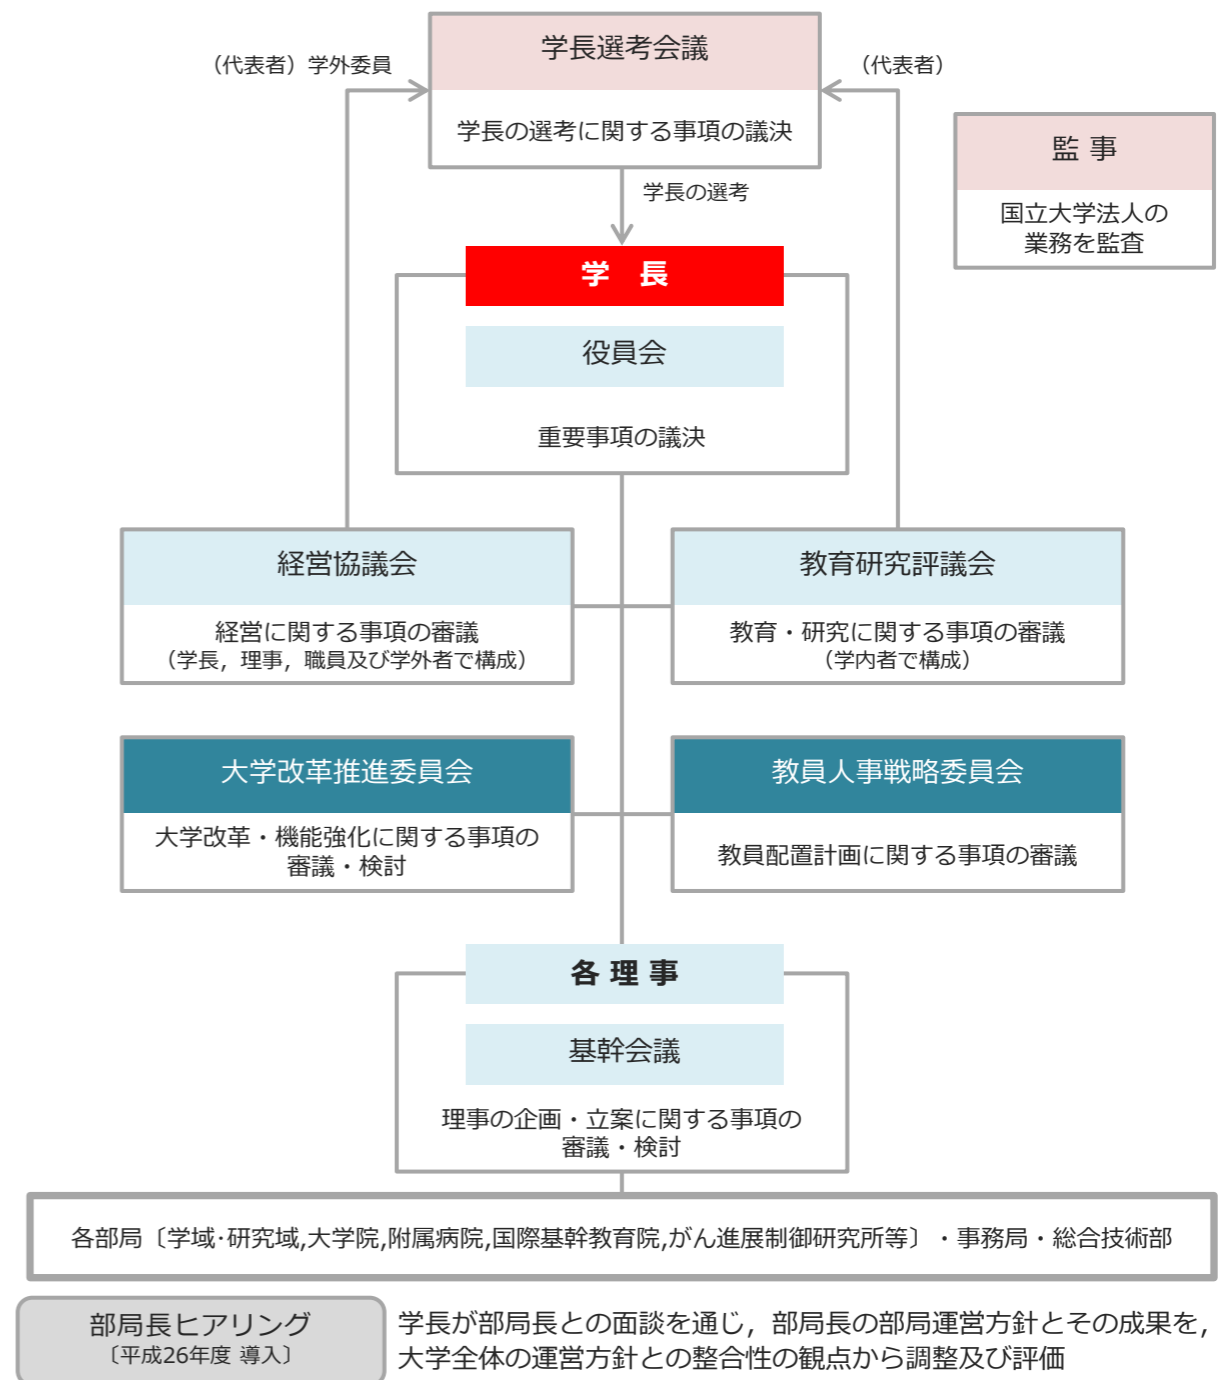 学長選考会議
（代表者）学外委員
（代表者）
学長の選考に関する事項の議決
監 事
国立大学法人の
業務を監査
学長の選考
学 長
役員会
重要事項の議決
経営協議会
経営に関する事項の審議
（学長，理事，職員及び学外者で構成）
教育研究評議会
教育・研究に関する事項の審議
（学内者で構成）
大学改革推進委員会
大学改革・機能強化に関する事項の
審議・検討
教員人事戦略委員会
教員配置計画に関する事項の審議
各 理 事
基幹会議
理事の企画・立案に関する事項の
審議・検討
各部局〔学域･研究域,大学院,附属病院,国際基幹教育院,がん進展制御研究所等〕・事務局・総合技術部
部局長ヒアリング
〔平成26年度 導入〕
学長が部局長との面談を通じ，部局長の部局運営方針とその成果を，
大学全体の運営方針との整合性の観点から調整及び評価